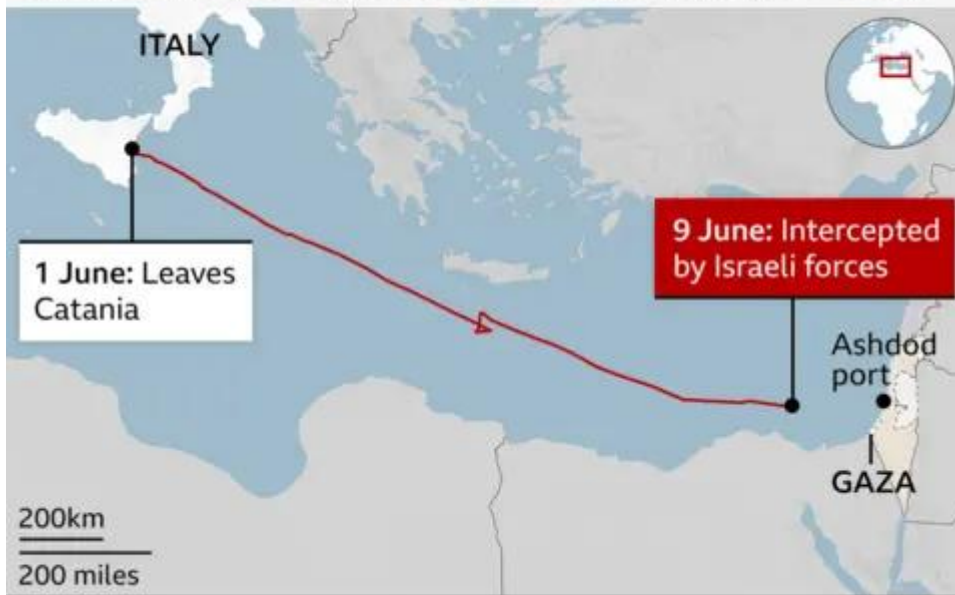 ITALY
1 June: Leaves
Catania
9 June: Intercepted
by Israeli forces
Ashdod
port
GAZA
200km
200 miles